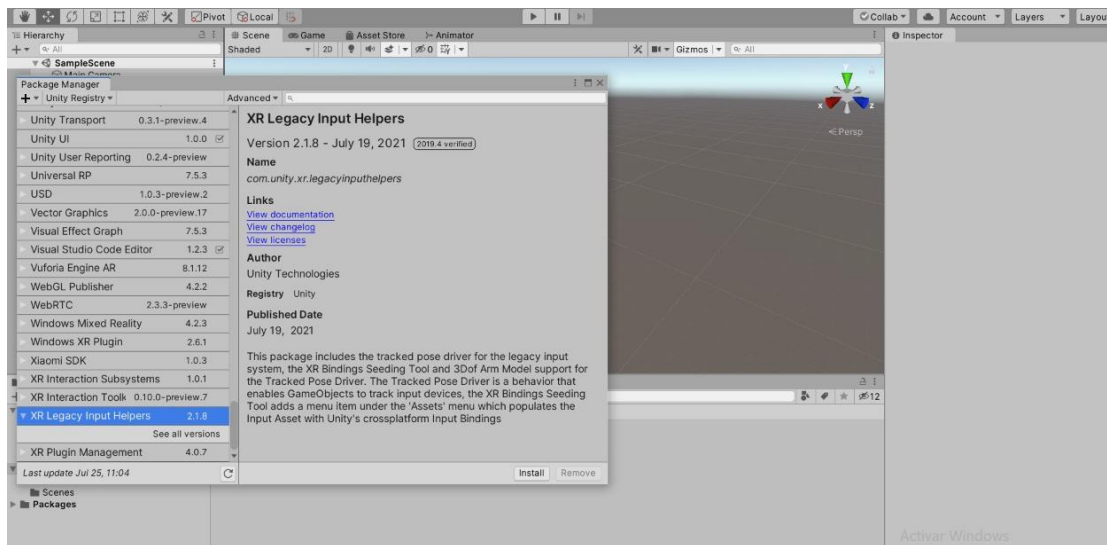 Pivot
Local
Collab
Account
Layers
Layou
Hierarchy
Scene
Game
Asset Store
Animator
Inspector
All
Shaded
2D
0
Gizmos
All
SampleScene
Main Camera
Persp
x
z
Package Manager
Unity Registry
Advanced
Unity Transport 0.3.1-preview.4
Unity UI 1.0.0
Unity User Reporting 0.2.4-preview
Universal RP 7.5.3
USD 1.0.3-preview.2
Vector Graphics 2.0.0-preview.17
Visual Effect Graph 7.5.3
Visual Studio Code Editor 1.2.3
Vuforia Engine AR 8.1.12
WebGL Publisher 4.2.2
WebRTC 2.3.3-preview
Windows Mixed Reality 4.2.3
Windows XR Plugin 2.6.1
Xiaomi SDK 1.0.3
XR Interaction Subsystems 1.0.1
XR Interaction Toolk 0.10.0-preview.7
XR Legacy Input Helpers 2.1.8
See all versions
XR Plugin Management 4.0.7
Last update Jul 25, 11:04
XR Legacy Input Helpers
Version 2.1.8 - July 19, 2021 2019.4 verified
Name
com.unity.xr.legacyinputhelpers
Links
View documentation
View changelog
View licenses
Author
Unity Technologies
Registry Unity
Published Date
July 19, 2021
This package includes the tracked pose driver for the legacy input
system, the XR Bindings Seeding Tool and 3Dof Arm Model support for
the Tracked Pose Driver. The Tracked Pose Driver is a behavior that
enables GameObjects to track input devices, the XR Bindings Seeding
Tool adds a menu item under the 'Assets' menu which populates the
Input Asset with Unity's crossplatform Input Bindings
Install
Remove
12
Scenes
Packages
Activar Windows